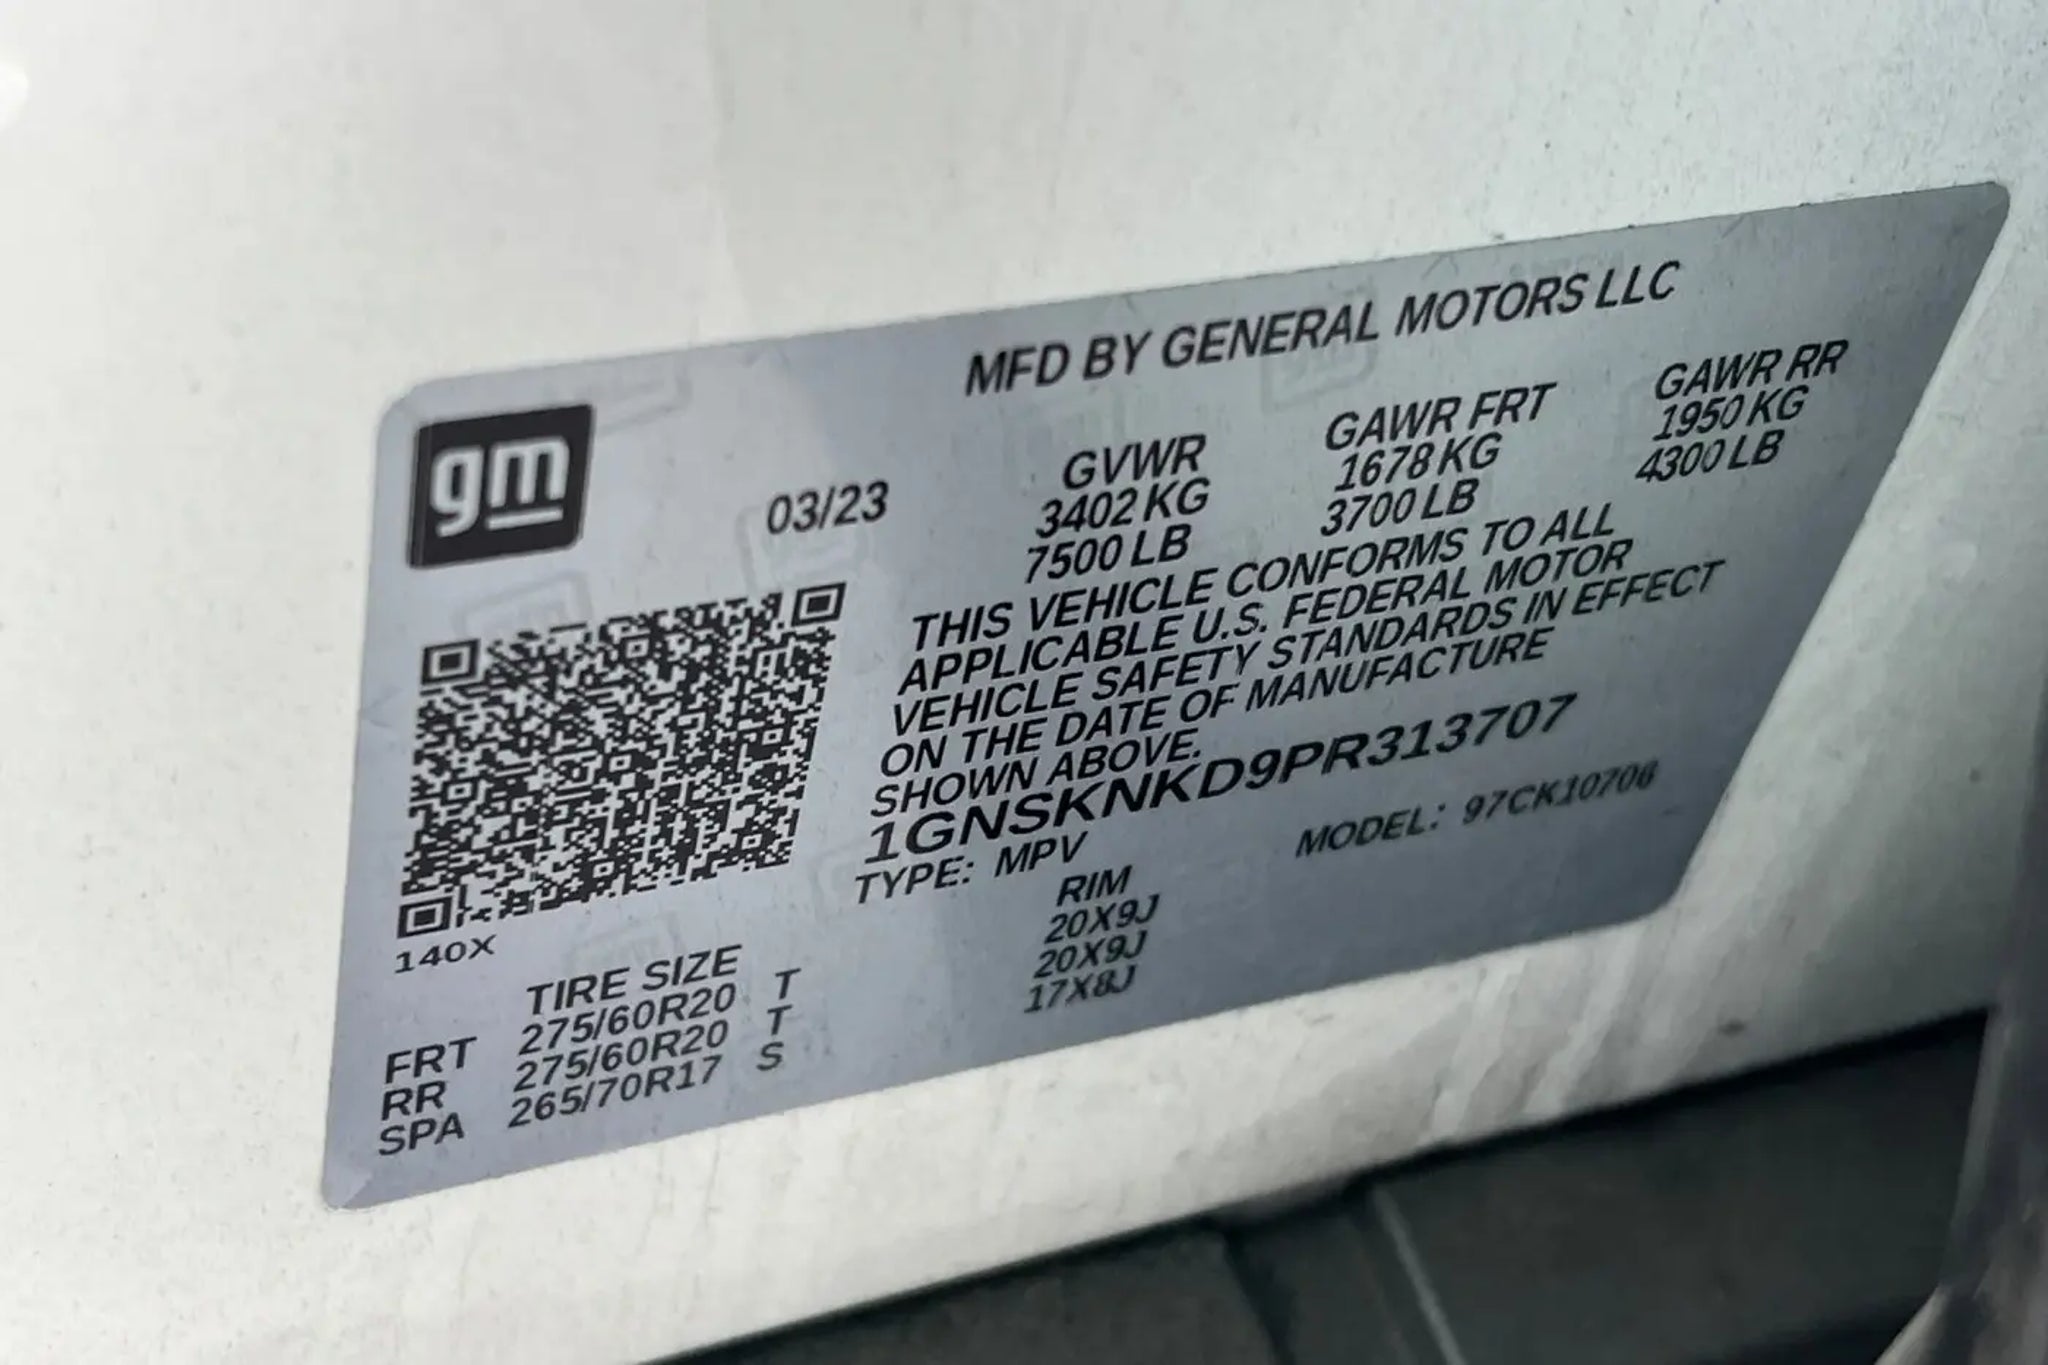 MFD BY GENERAL MOTORS LLC
gm
03/23
GVWR GAWR FRT GAWR RR
3402 KG 1678 KG 1950 KG
7500 LB 3700 LB 4300 LB
THIS VEHICLE CONFORMS TO ALL
APPLICABLE U.S. FEDERAL MOTOR
VEHICLE SAFETY STANDARDS IN EFFECT
ON THE DATE OF MANUFACTURE
SHOWN ABOVE.
1GNSKNKD9PR313707
TYPE: MPV MODEL: 97CK10706
140X
TIRE SIZE RIM
FRT 275/60R20 T 20X9J
RR 275/60R20 T 20X9J
SPA 265/70R17 S 17X8J